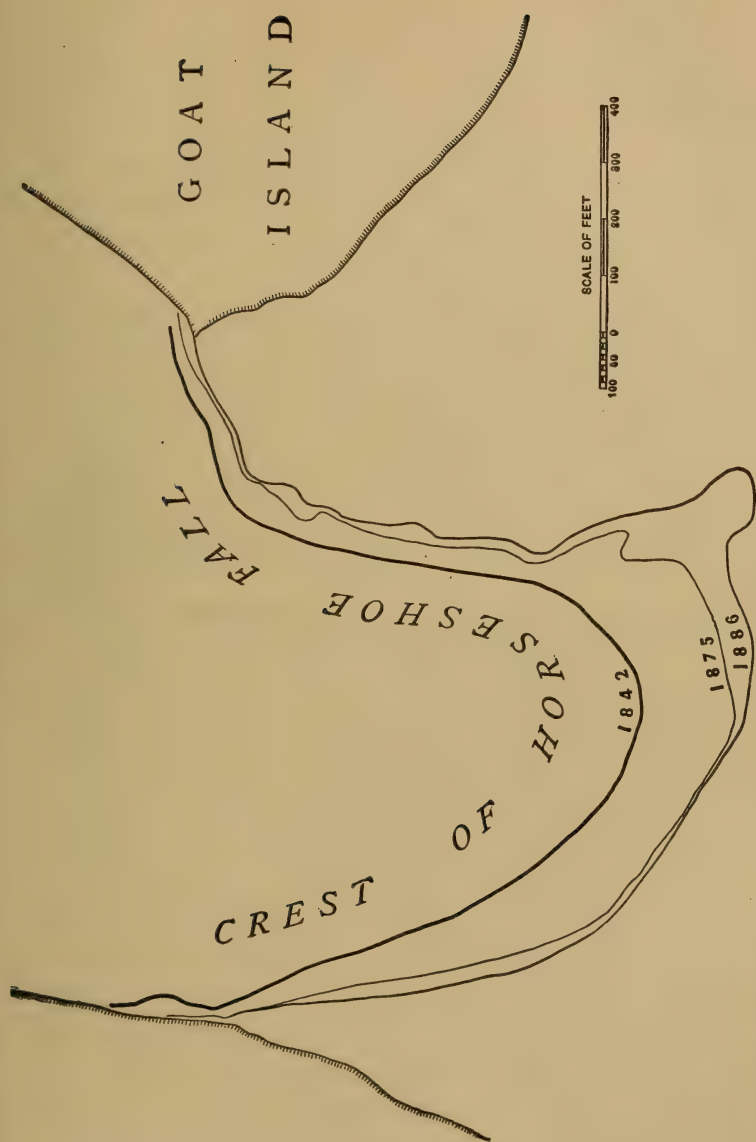 GOAT
ISLAND
CREST OF HORSESHOE FALL
1842
1875
1886
SCALE OF FEET
100 50 0 100 200 300 400